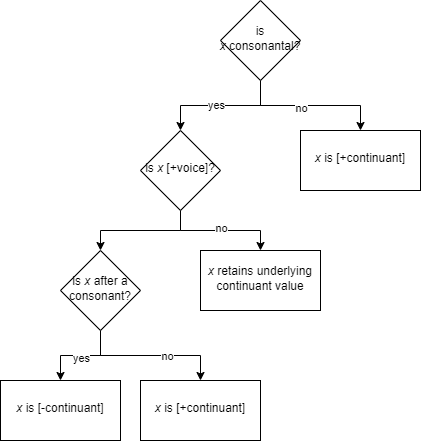 is
x consonantal?
yes
no
is x [+voice]?
x is [+continuant]
no
is x after a
consonant?
x retains underlying
continuant value
yes
no
x is [-continuant]
x is [+continuant]